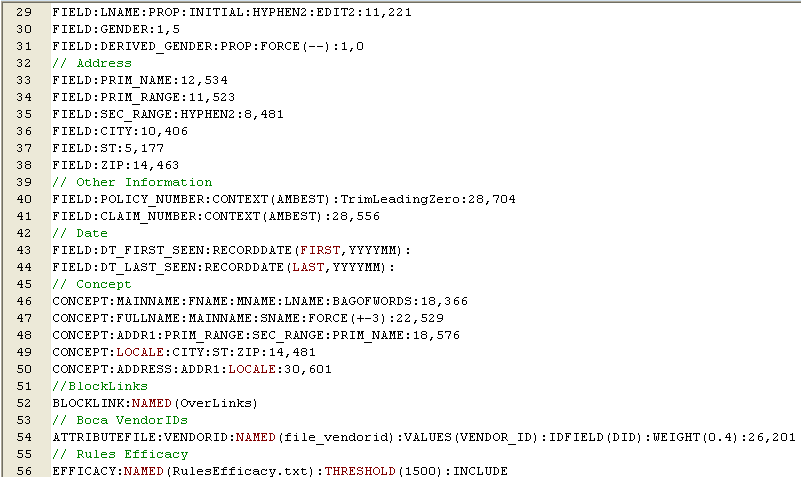 29 FIELD:LNAME:PROP:INITIAL:HYPHEN2:EDIT2:11,221
30 FIELD:GENDER:1,5
31 FIELD:DERIVED_GENDER:PROP:FORCE(--):1,0
32 // Address
33 FIELD:PRIM_NAME:12,534
34 FIELD:PRIM_RANGE:11,523
35 FIELD:SEC_RANGE:HYPHEN2:8,481
36 FIELD:CITY:10,406
37 FIELD:ST:5,177
38 FIELD:ZIP:14,463
39 // Other Information
40 FIELD:POLICY_NUMBER:CONTEXT(AMBEST):TrimLeadingZero:28,704
41 FIELD:CLAIM_NUMBER:CONTEXT(AMBEST):28,556
42 // Date
43 FIELD:DT_FIRST_SEEN:RECORDDATE(FIRST,YYYYMM):
44 FIELD:DT_LAST_SEEN:RECORDDATE(LAST,YYYYMM):
45 // Concept
46 CONCEPT:MAINNAME:FNAME:MNAME:LNAME:BAGOFWORDS:18,366
47 CONCEPT:FULLNAME:MAINNAME:SNAME:FORCE(+-3):22,529
48 CONCEPT:ADDR1:PRIM_RANGE:SEC_RANGE:PRIM_NAME:18,576
49 CONCEPT:LOCALE:CITY:ST:ZIP:14,481
50 CONCEPT:ADDRESS:ADDR1:LOCALE:30,601
51 //BlockLinks
52 BLOCKLINK:NAMED(OverLinks)
53 // Boca VendorIDs
54 ATTRIBUTEFILE:VENDORID:NAMED(file_vendorid):VALUES(VENDOR_ID):IDFIELD(DID):WEIGHT(0.4):26,201
55 // Rules Efficacy
56 EFFICACY:NAMED(RulesEfficacy.txt):THRESHOLD(1500):INCLUDE